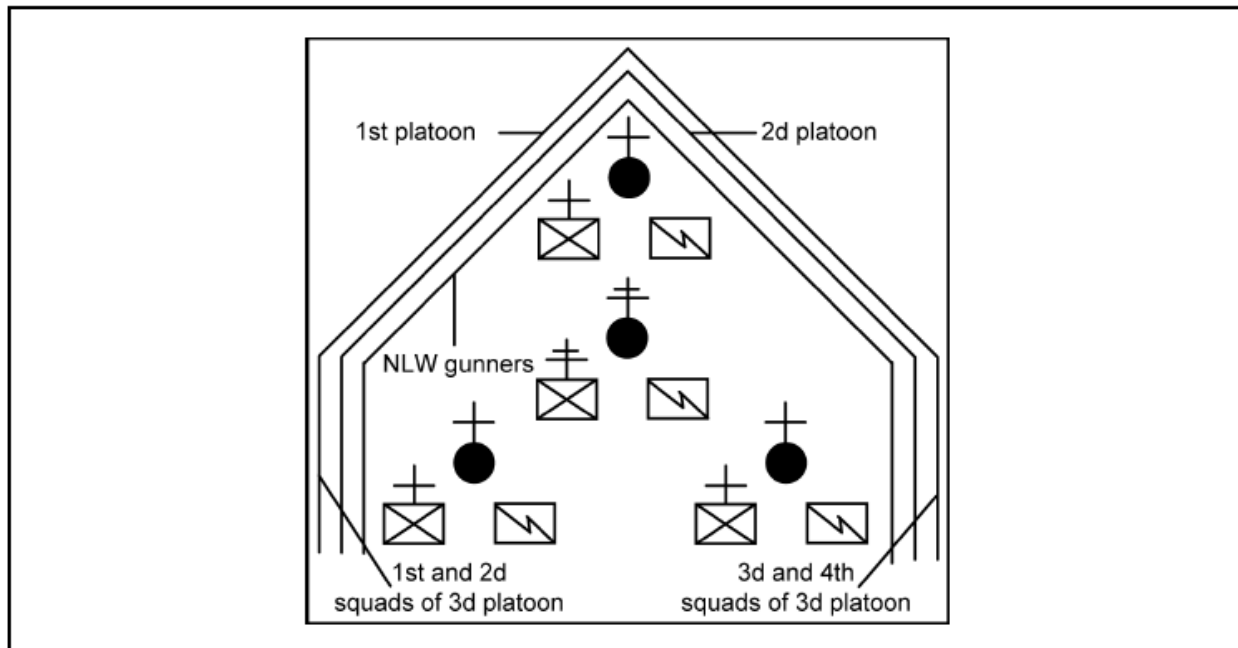 1st platoon
2d platoon
NLW gunners
1st and 2d
squads of 3d platoon
3d and 4th
squads of 3d platoon